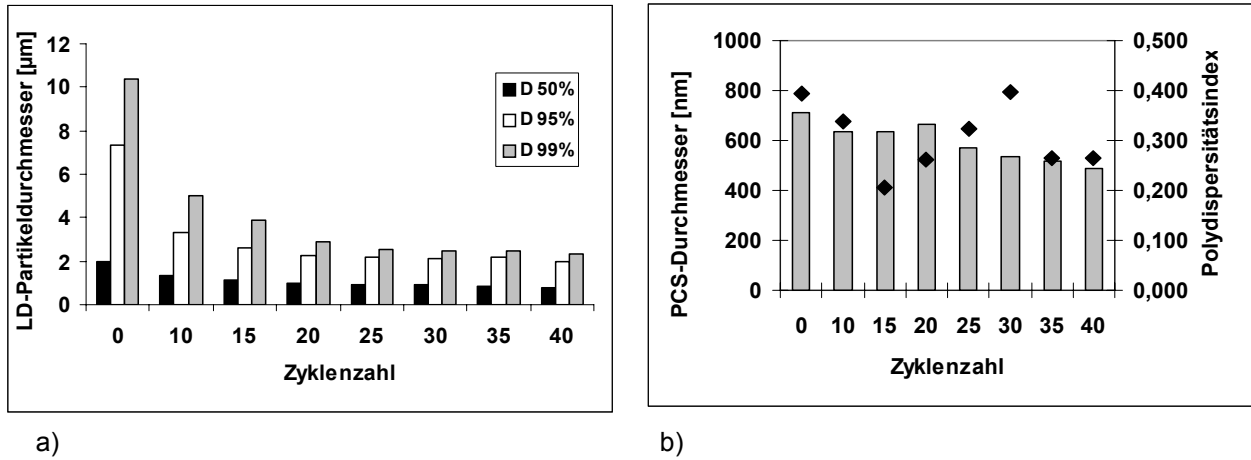 LD-Partikeldurchmesser [µm]
12
10
8
6
4
2
0
D 50%
D 95%
D 99%
0 10 15 20 25 30 35 40
Zyklenzahl
a)
PCS-Durchmesser [nm]
1000
800
600
400
200
0
0,500
0,400
0,300
0,200
0,100
0,000
Polydispersitätsindex
0 10 15 20 25 30 35 40
Zyklenzahl
b)